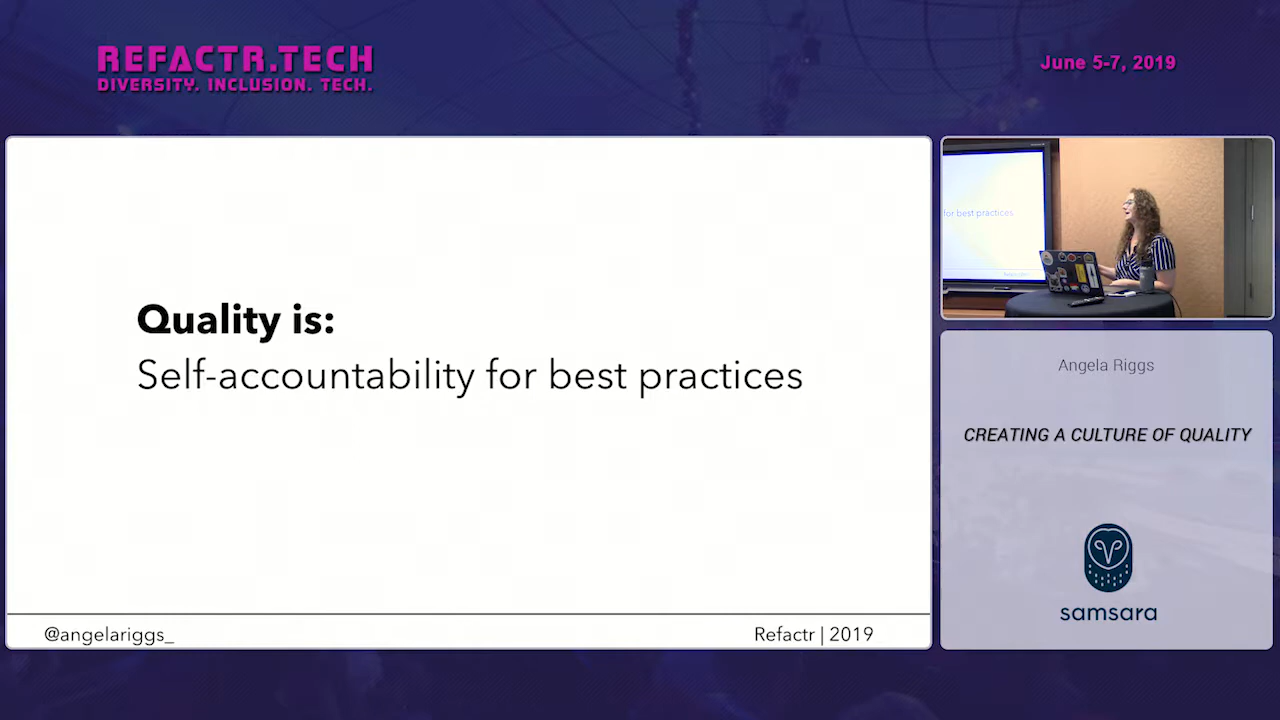 REFACTR.TECH
DIVERSITY. INCLUSION. TECH.
June 5-7, 2019
Quality is:
Self-accountability for best practices
@angelariggs_
Refactr | 2019
for best practices
Angela Riggs
CREATING A CULTURE OF QUALITY
samsara